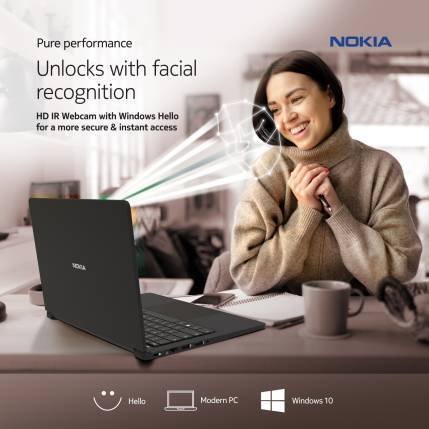 Pure performance
NOKIA
Unlocks with facial
recognition
HD IR Webcam with Windows Hello
for a more secure & instant access
NOKIA
Hello
Modern PC
Windows 10